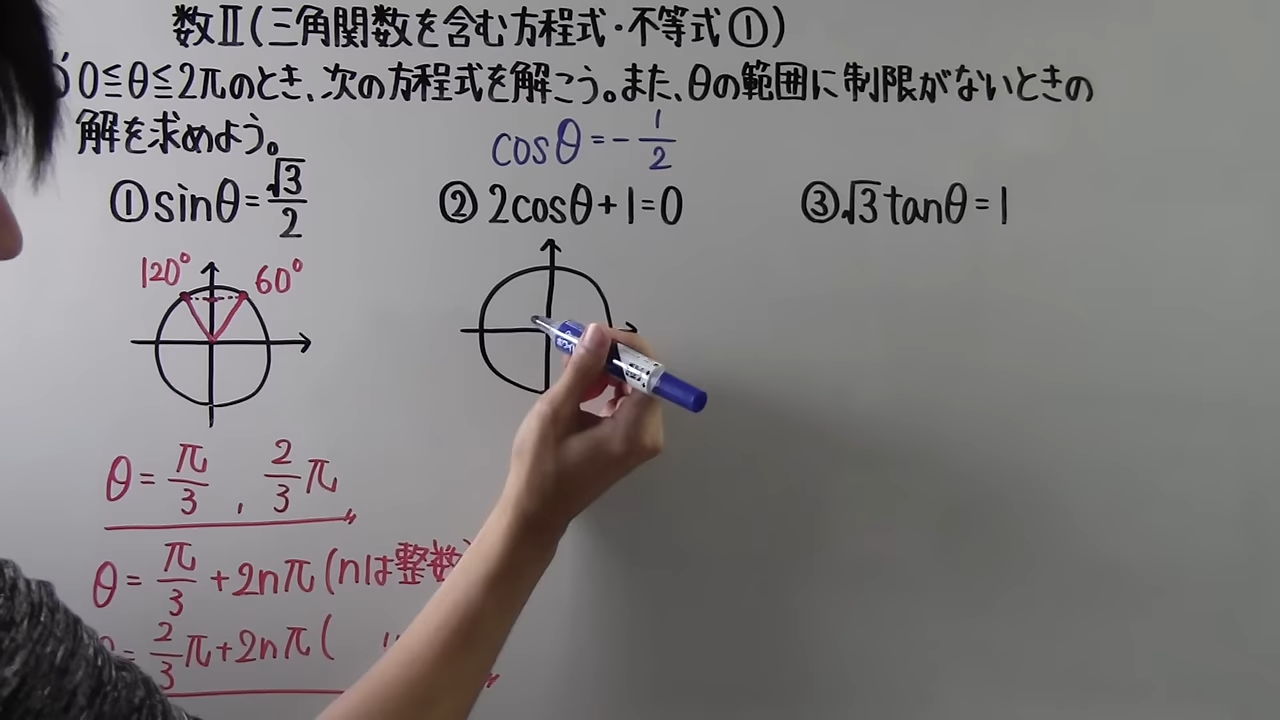 数Ⅱ(三角関数を含む方程式・不等式①)
0≦θ≦2πのとき、次の方程式を解こう。また、θの範囲に制限がないときの
解を求めよう。
cosθ=-1/2
①sinθ=√3/2
②2cosθ+1=0
③√3tanθ=1
120°
60°
θ=π/3 , 2/3π
θ=π/3+2nπ(nは整数)
=2/3π+2nπ( 〃